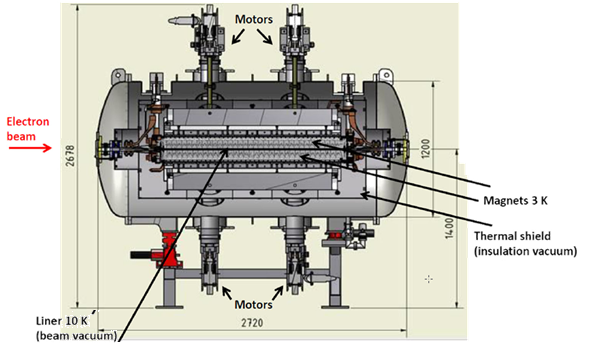 Motors
Electron
beam
2678
1200
Magnets 3 K
1400
Thermal shield
(insulation vacuum)
Motors
Liner 10 K
(beam vacuum)
2720